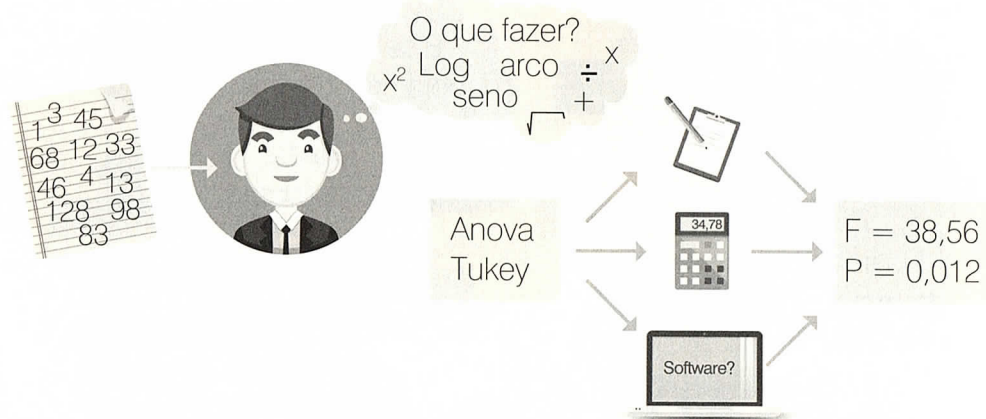 1 3 45
68 12 33
46 4 13
128 98
83
O que fazer?
x² Log arco ÷ x
seno √ +
Anova
Tukey
34,78
Software?
F = 38,56
P = 0,012